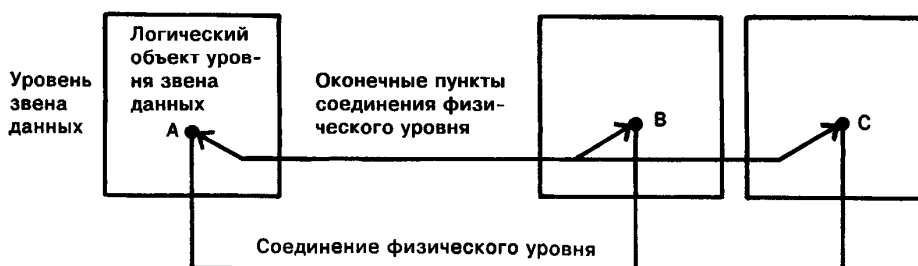 Уровень
звена
данных
Логический
объект уров-
ня звена
данных
A
Оконечные пункты
соединения физи-
ческого уровня
B
C
Соединение физического уровня